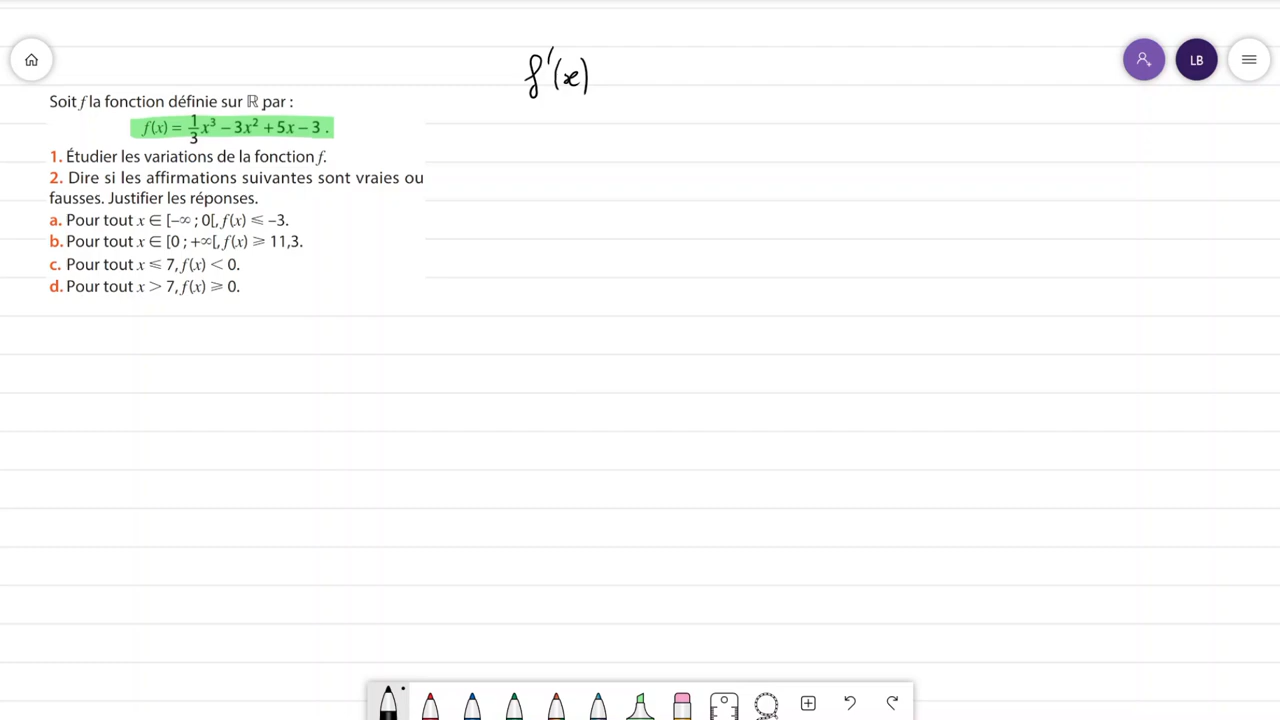 f'(x)
LB
Soit f la fonction définie sur ℝ par :
f(x) = 1/3 x³ − 3x² + 5x − 3 .
1. Étudier les variations de la fonction f.
2. Dire si les affirmations suivantes sont vraies ou
fausses. Justifier les réponses.
a. Pour tout x ∈ [−∞ ; 0[, f(x) ⩽ −3.
b. Pour tout x ∈ [0 ; +∞[, f(x) ⩾ 11,3.
c. Pour tout x ⩽ 7, f(x) < 0.
d. Pour tout x > 7, f(x) ⩾ 0.